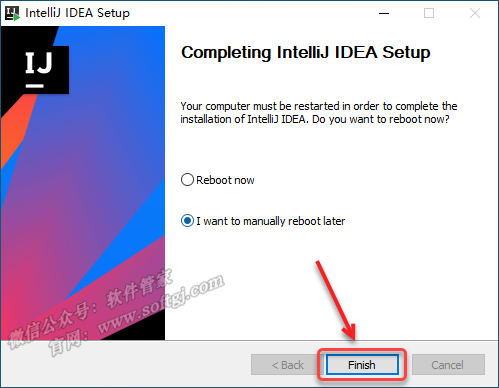 IntelliJ IDEA Setup
IJ
Completing IntelliJ IDEA Setup
Your computer must be restarted in order to complete the
installation of IntelliJ IDEA. Do you want to reboot now?
Reboot now
I want to manually reboot later
微信公众号：软件管家
官网：www.softgj.com
< Back
Finish
Cancel